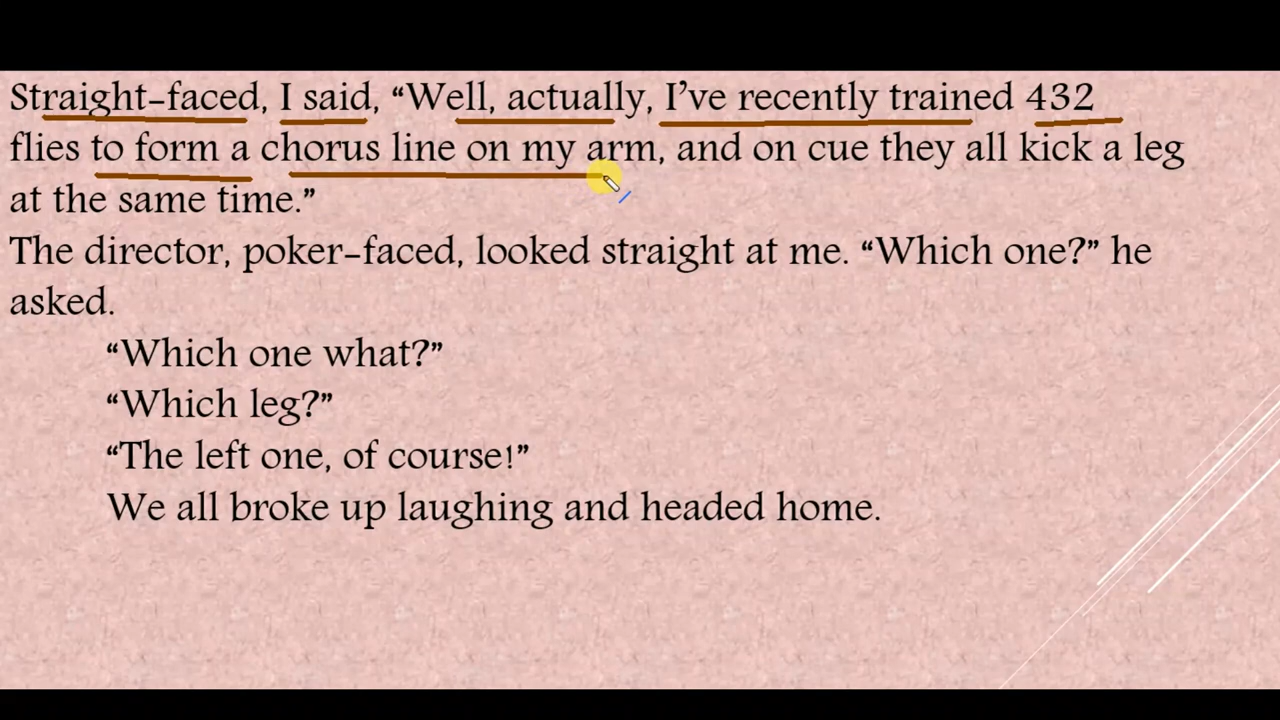 Straight-faced, I said, “Well, actually, I’ve recently trained 432
flies to form a chorus line on my arm, and on cue they all kick a leg
at the same time.”
The director, poker-faced, looked straight at me. “Which one?” he
asked.
“Which one what?”
“Which leg?”
“The left one, of course!”
We all broke up laughing and headed home.